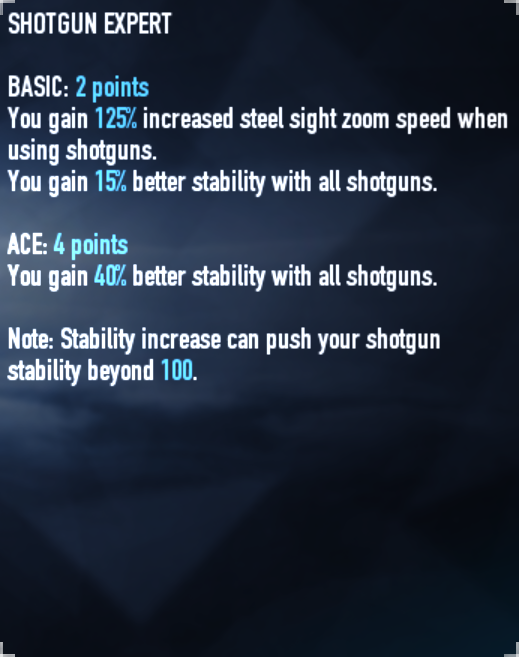 SHOTGUN EXPERT
BASIC: 2 points
You gain 125% increased steel sight zoom speed when
using shotguns.
You gain 15% better stability with all shotguns.
ACE: 4 points
You gain 40% better stability with all shotguns.
Note: Stability increase can push your shotgun
stability beyond 100.